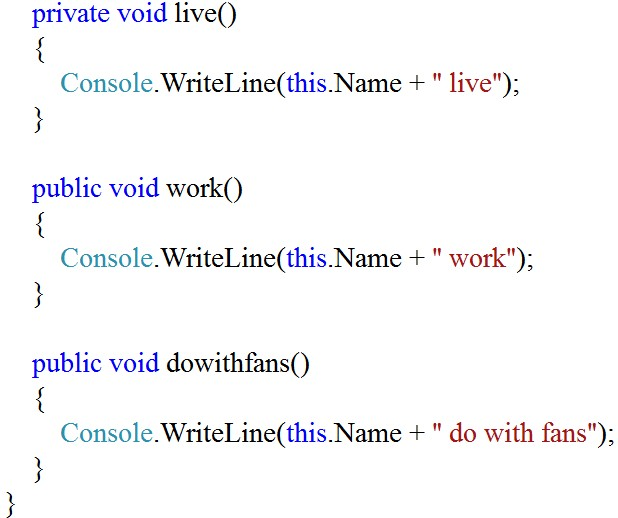 private void live()
{
Console.WriteLine(this.Name + " live");
}
public void work()
{
Console.WriteLine(this.Name + " work");
}
public void dowithfans()
{
Console.WriteLine(this.Name + " do with fans");
}
}